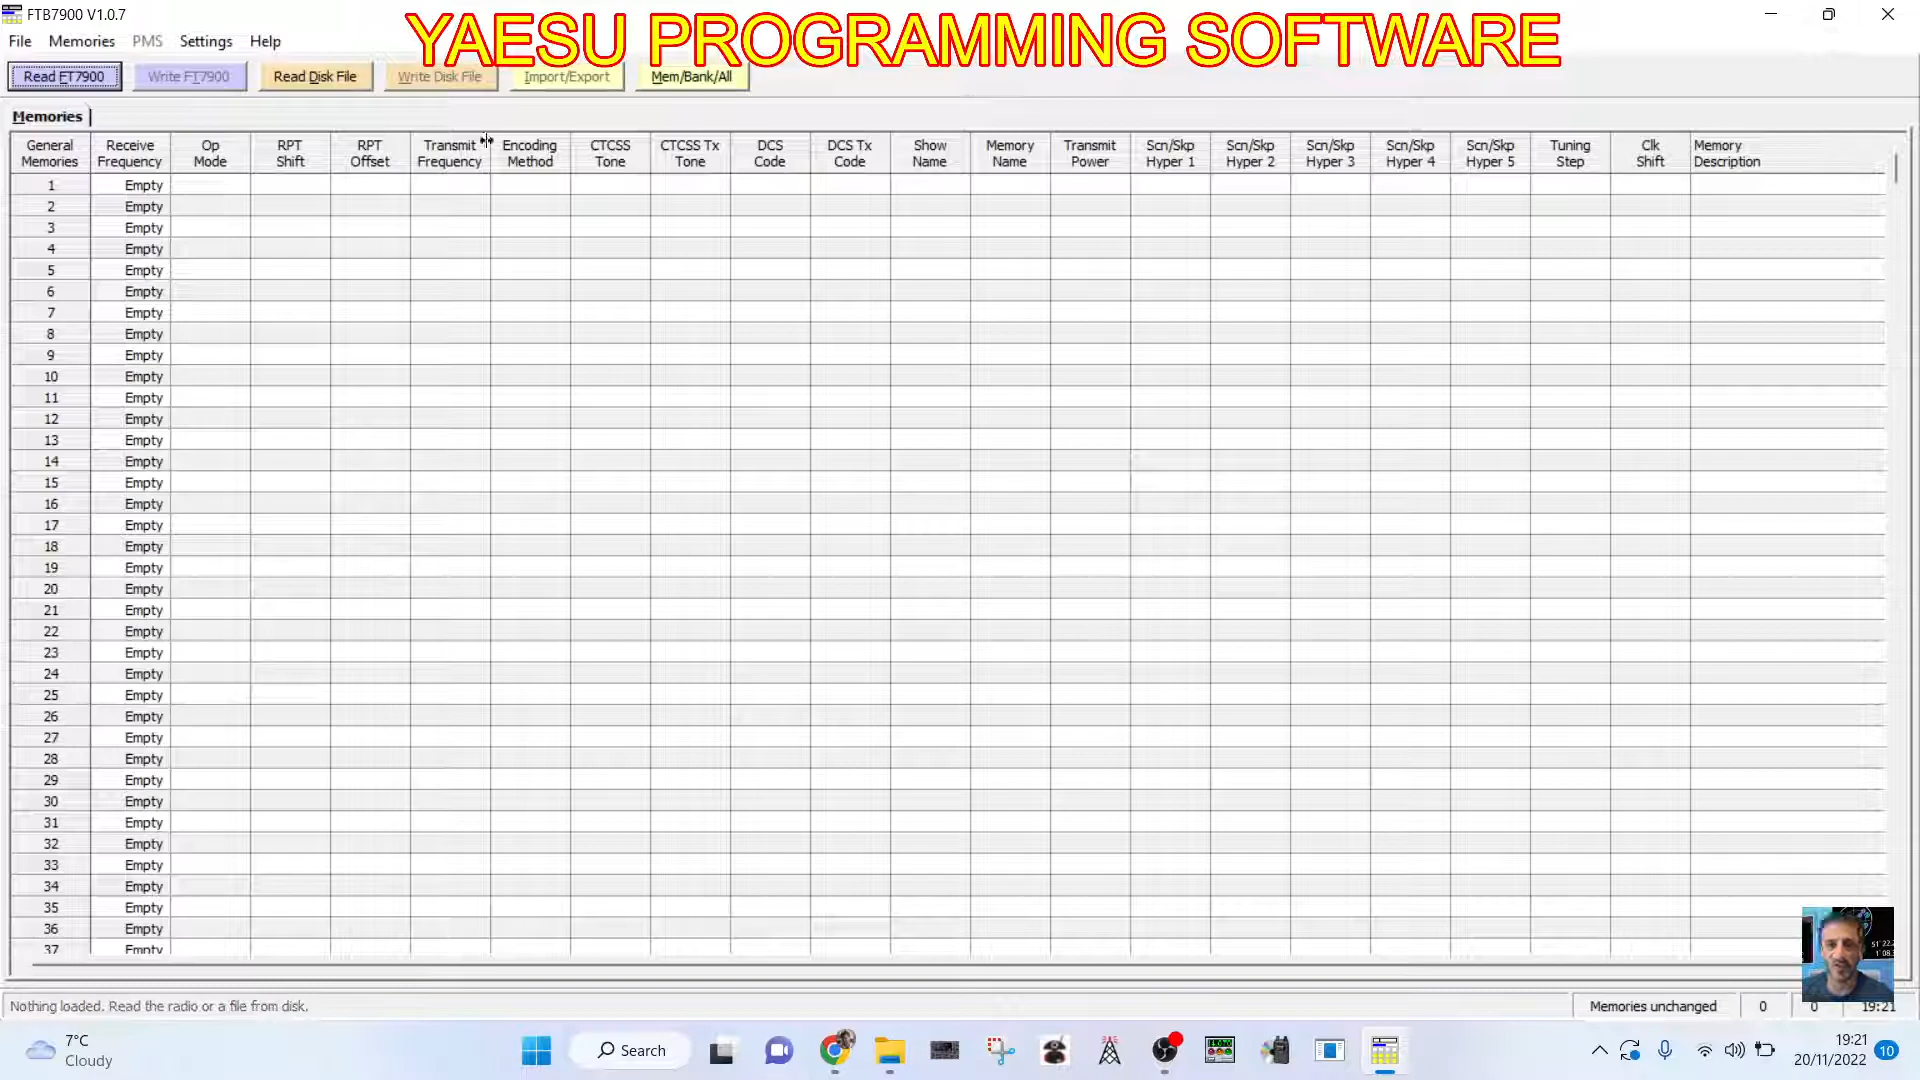 FTB7900 V1.0.7
YAESU PROGRAMMING SOFTWARE
File Memories PMS Settings Help
Read FT7900 Write FT7900 Read Disk File Write Disk File Import/Export Mem/Bank/All
Memories
General Receive Op RPT RPT Transmit Encoding CTCSS CTCSS Tx DCS DCS Tx Show Memory Transmit Scn/Skp Scn/Skp Scn/Skp Scn/Skp Scn/Skp Tuning Clk Memory
Memories Frequency Mode Shift Offset Frequency Method Tone Tone Code Code Name Name Power Hyper 1 Hyper 2 Hyper 3 Hyper 4 Hyper 5 Step Shift Description
1 Empty
2 Empty
3 Empty
4 Empty
5 Empty
6 Empty
7 Empty
8 Empty
9 Empty
10 Empty
11 Empty
12 Empty
13 Empty
14 Empty
15 Empty
16 Empty
17 Empty
18 Empty
19 Empty
20 Empty
21 Empty
22 Empty
23 Empty
24 Empty
25 Empty
26 Empty
27 Empty
28 Empty
29 Empty
30 Empty
31 Empty
32 Empty
33 Empty
34 Empty
35 Empty
36 Empty
37 Empty
Nothing loaded. Read the radio or a file from disk. Memories unchanged 0 0 19:21
7°C
Cloudy
Search
19:21
20/11/2022
10